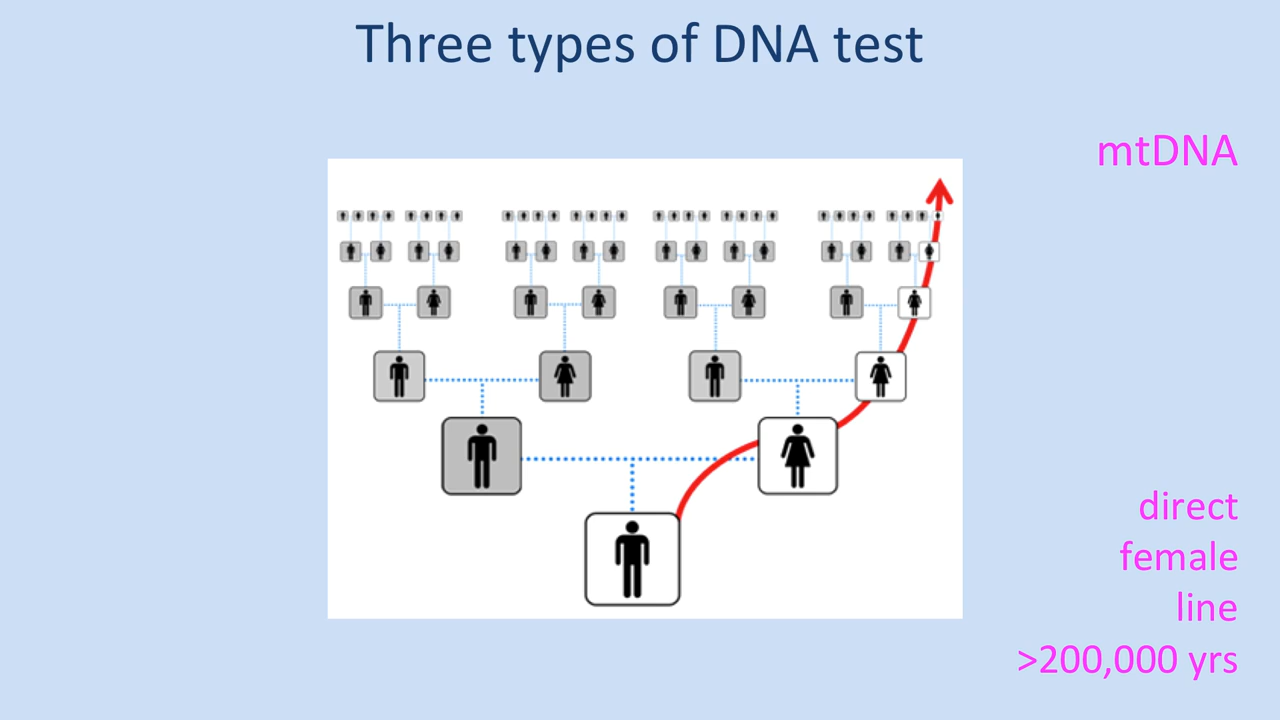 Three types of DNA test
mtDNA
direct
female
line
>200,000 yrs